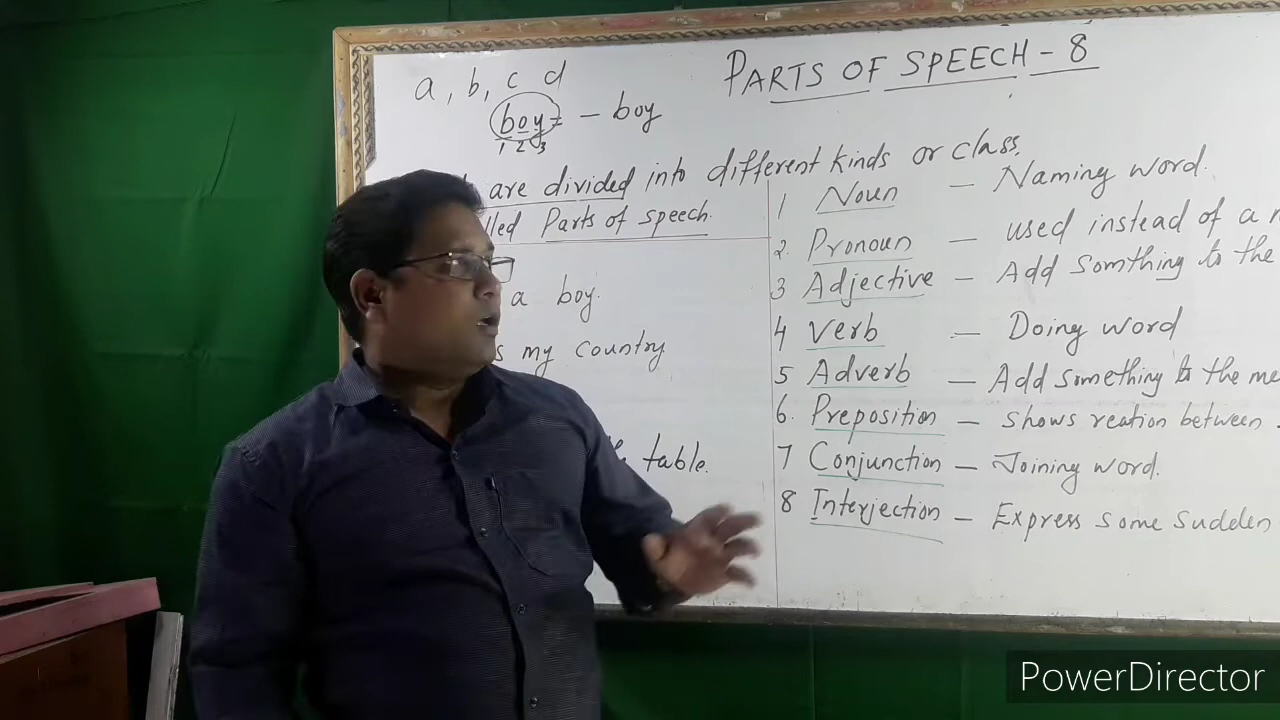 a, b, c d
PARTS OF SPEECH - 8
boy = - boy
1 2 3
are divided into different kinds or class.
lled Parts of speech.
a boy.
s my country
table.
1 Noun - Naming word.
2. Pronoun - used instead of a n
3 Adjective - Add somthing to the
4 Verb - Doing word
5 Adverb - Add something to the me
6. Preposition - shows reation between
7 Conjunction - Joining word.
8 Interjection - Express some sudden
PowerDirector